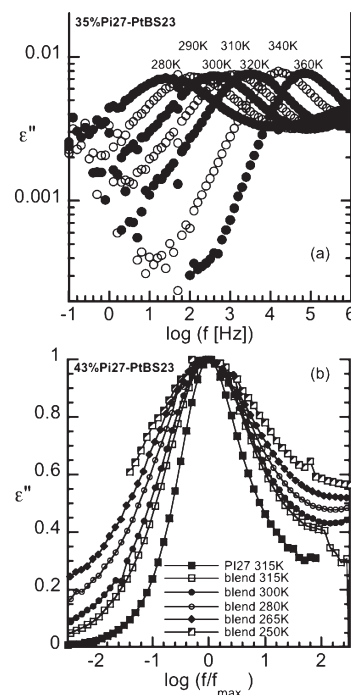 35%Pi27-PtBS23
290K 310K 340K
280K 300K 320K 360K
0.01
ε"
0.001
(a)
-1 0 1 2 3 4 5 6
log (f [Hz])
43%Pi27-PtBS23
(b)
1
0.8
0.6
ε"
0.4
0.2
0
PI27 315K
blend 315K
blend 300K
blend 280K
blend 265K
blend 250K
-2 -1 0 1 2
log (f/fmax)